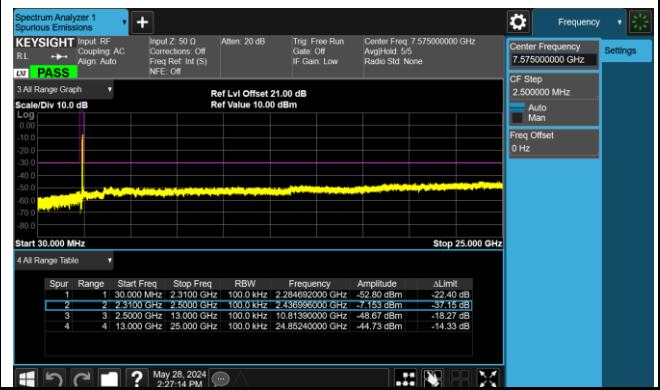 Spectrum Analyzer 1
Spurious Emissions
Frequency
KEYSIGHT
Input: RF
Input Z: 50 Ω
Atten: 20 dB
Trig: Free Run
Center Freq: 7.575000000 GHz
R L
Coupling: AC
Corrections: Off
Gate: Off
Avg|Hold: 5/5
Align: Auto
Freq Ref: Int (S)
IF Gain: Low
Radio Std: None
NFE: Off
LXI
PASS
Center Frequency
7.575000000 GHz
Settings
CF Step
2.500000 MHz
Auto
Man
Freq Offset
0 Hz
3 All Range Graph
Ref Lvl Offset 21.00 dB
Scale/Div 10.0 dB
Ref Value 10.00 dBm
Log
0.00
-10.0
-20.0
-30.0
-40.0
-50.0
-60.0
-70.0
-80.0
Start 30.000 MHz
Stop 25.000 GHz
4 All Range Table
Spur Range Start Freq Stop Freq RBW Frequency Amplitude ΔLimit
1 1 30.000 MHz 2.3100 GHz 100.0 kHz 2.284692000 GHz -52.80 dBm -22.40 dB
2 2 2.3100 GHz 2.5000 GHz 100.0 kHz 2.436996000 GHz -7.153 dBm -37.15 dB
3 3 2.5000 GHz 13.000 GHz 100.0 kHz 10.81390000 GHz -48.67 dBm -18.27 dB
4 4 13.000 GHz 25.000 GHz 100.0 kHz 24.85240000 GHz -44.73 dBm -14.33 dB
May 28, 2024
2:27:14 PM